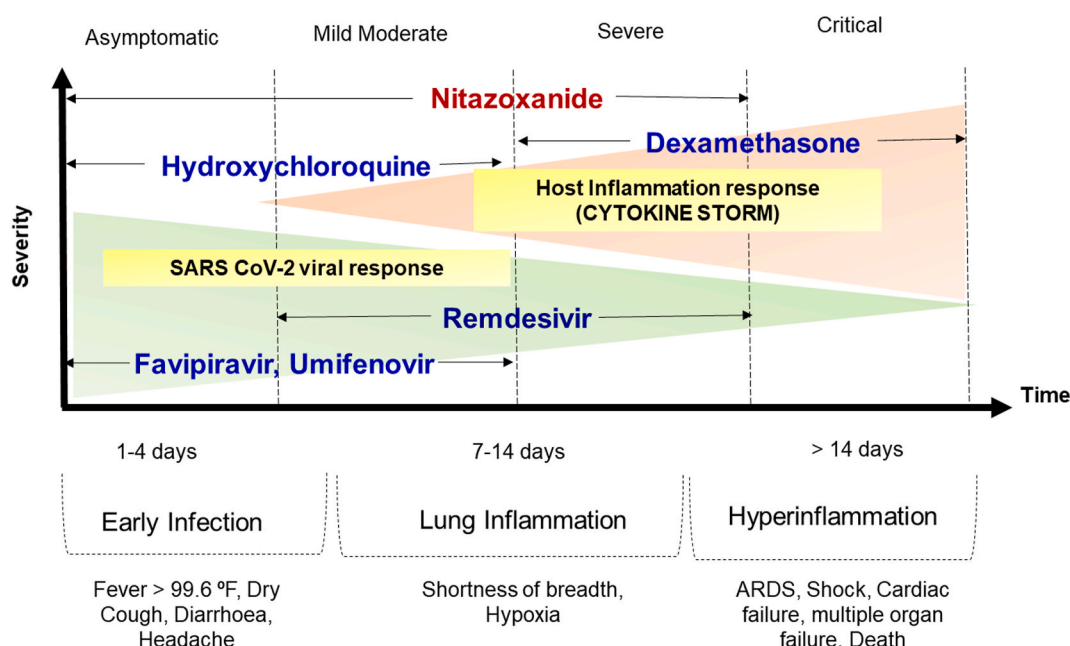 Asymptomatic
Mild Moderate
Severe
Critical
Nitazoxanide
Dexamethasone
Hydroxychloroquine
Host Inflammation response
(CYTOKINE STORM)
Severity
SARS CoV-2 viral response
Remdesivir
Favipiravir, Umifenovir
Time
1-4 days
7-14 days
> 14 days
Early Infection
Lung Inflammation
Hyperinflammation
Fever > 99.6 ºF, Dry
Cough, Diarrhoea,
Headache
Shortness of breadth,
Hypoxia
ARDS, Shock, Cardiac
failure, multiple organ
failure, Death